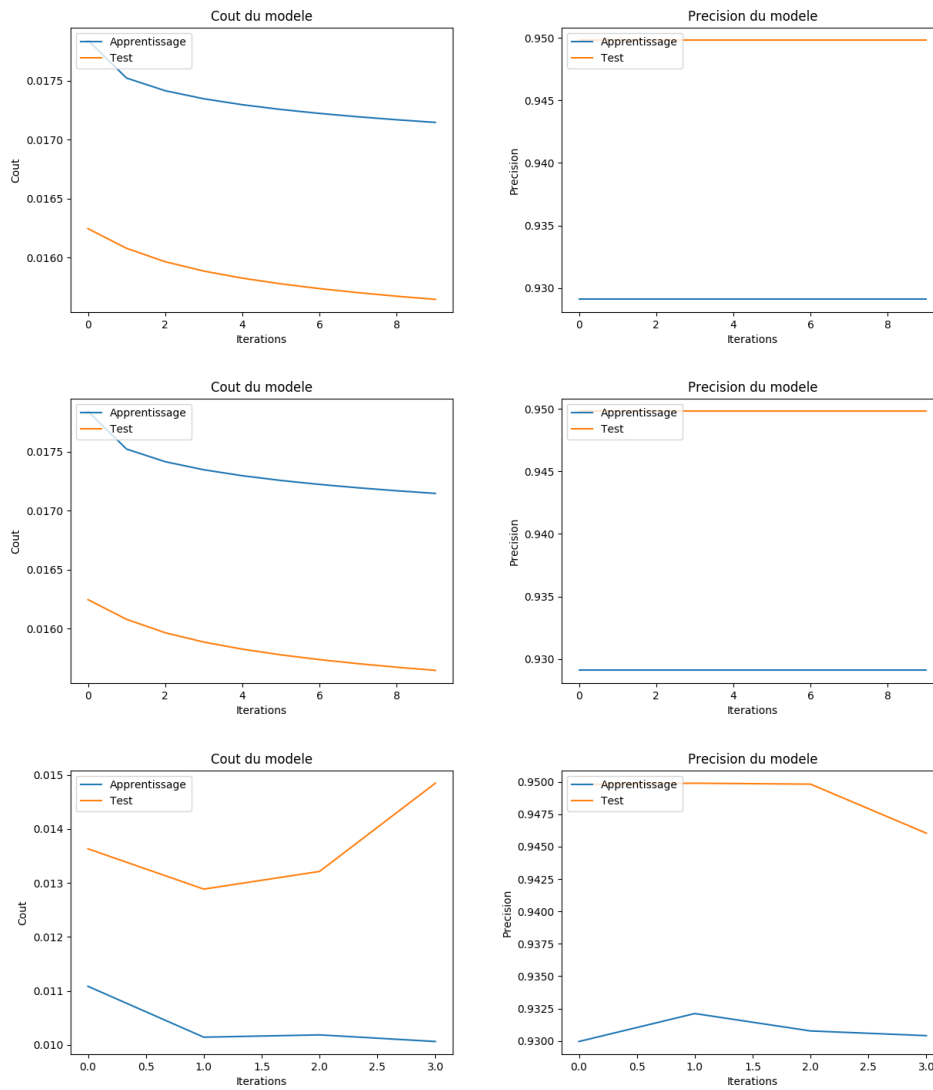 Cout du modele
Precision du modele
Apprentissage
Test
0.0175
0.0170
0.0165
0.0160
Cout
0 2 4 6 8
Iterations
Apprentissage
Test
0.950
0.945
0.940
0.935
0.930
Precision
0 2 4 6 8
Iterations
Cout du modele
Precision du modele
Apprentissage
Test
0.0175
0.0170
0.0165
0.0160
Cout
0 2 4 6 8
Iterations
Apprentissage
Test
0.950
0.945
0.940
0.935
0.930
Precision
0 2 4 6 8
Iterations
Cout du modele
Precision du modele
Apprentissage
Test
0.015
0.014
0.013
0.012
0.011
0.010
Cout
0.0 0.5 1.0 1.5 2.0 2.5 3.0
Iterations
Apprentissage
Test
0.9500
0.9475
0.9450
0.9425
0.9400
0.9375
0.9350
0.9325
0.9300
Precision
0.0 0.5 1.0 1.5 2.0 2.5 3.0
Iterations